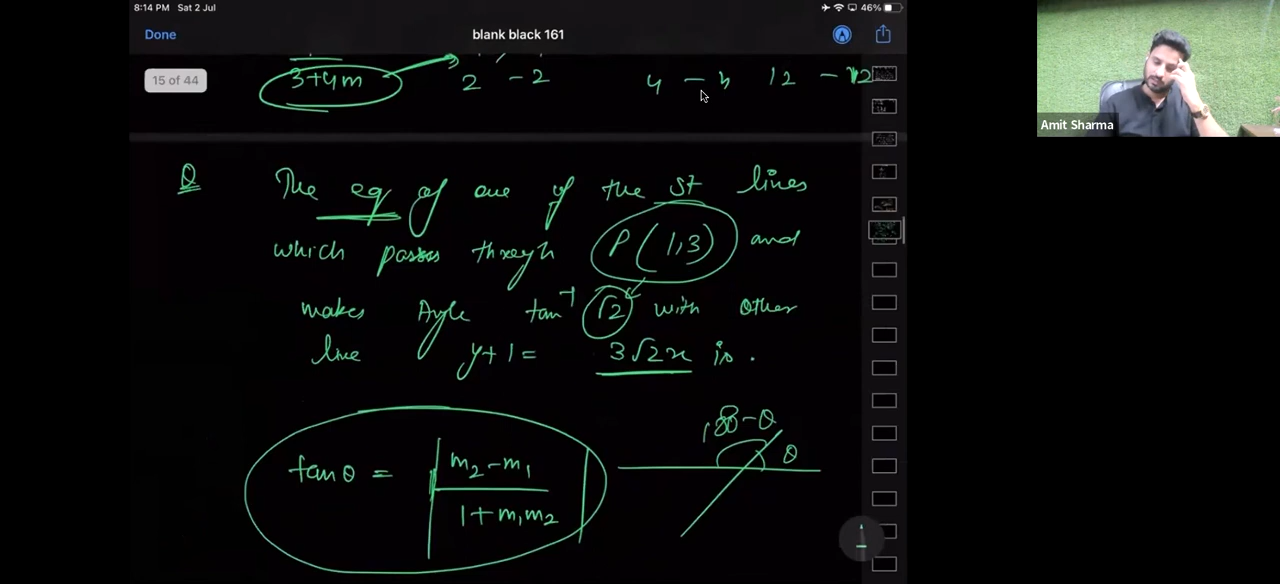 8:14 PM Sat 2 Jul
46%
Done
blank black 161
15 of 44
3+4m
2 -2
12 -12
Q The eq of one of the st lines
which passes through P(1,3) and
makes Angle tan⁻¹ √2 with other
line y+1= 3√2x is.
180-θ
θ
tanθ = | m₂-m₁ / 1+m₁m₂ |
Amit Sharma